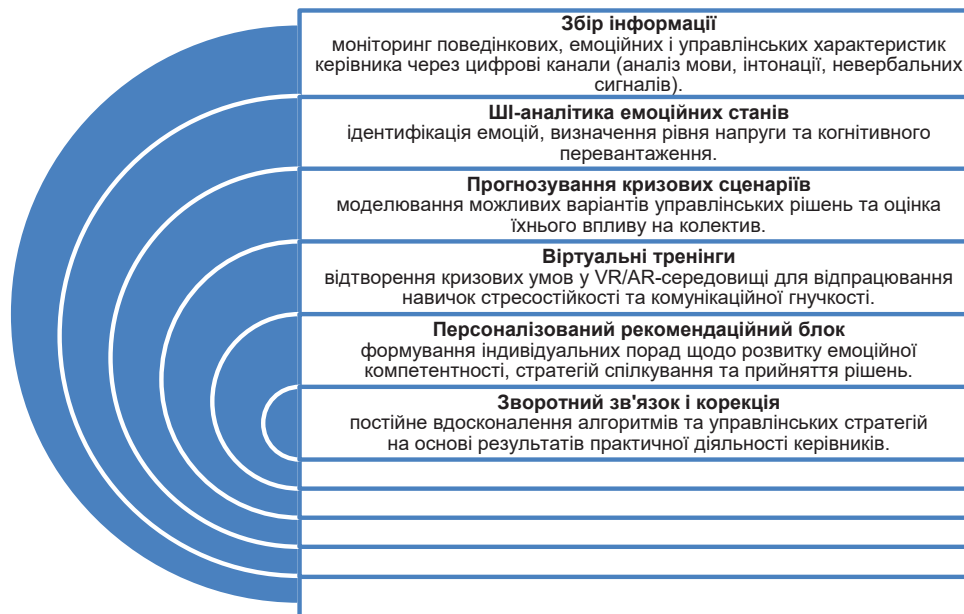 Збір інформації
моніторинг поведінкових, емоційних і управлінських характеристик
керівника через цифрові канали (аналіз мови, інтонації, невербальних
сигналів).
ШІ-аналітика емоційних станів
ідентифікація емоцій, визначення рівня напруги та когнітивного
перевантаження.
Прогнозування кризових сценаріїв
моделювання можливих варіантів управлінських рішень та оцінка
їхнього впливу на колектив.
Віртуальні тренінги
відтворення кризових умов у VR/AR-середовищі для відпрацювання
навичок стресостійкості та комунікаційної гнучкості.
Персоналізований рекомендаційний блок
формування індивідуальних порад щодо розвитку емоційної
компетентності, стратегій спілкування та прийняття рішень.
Зворотний зв'язок і корекція
постійне вдосконалення алгоритмів та управлінських стратегій
на основі результатів практичної діяльності керівників.